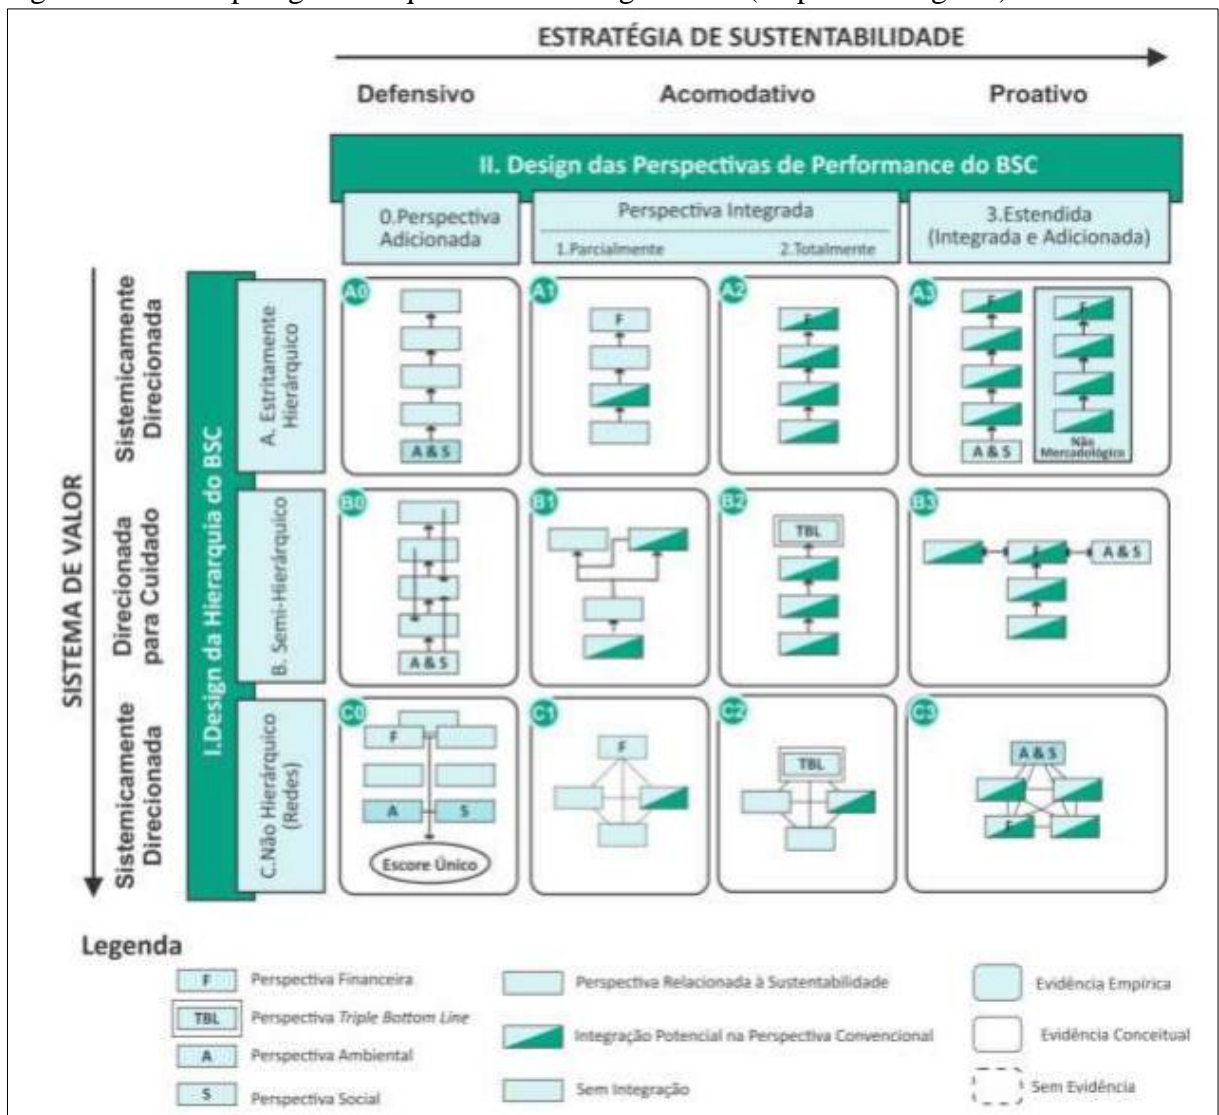 ESTRATÉGIA DE SUSTENTABILIDADE
Defensivo
Acomodativo
Proativo
II. Design das Perspectivas de Performance do BSC
0.Perspectiva
Adicionada
Perspectiva Integrada
1.Parcialmente
2.Totalmente
3.Estendida
(Integrada e Adicionada)
SISTEMA DE VALOR
I.Design da Hierarquia do BSC
Sistemicamente
Direcionada
A. Estritamente
Hierárquico
A0
A & S
A1
F
A2
F
A3
F
A & S
F
Não
Mercadológico
Direcionada
para Cuidado
B. Semi-Hierárquico
B0
A & S
B1
B2
TBL
B3
F
A & S
Sistemicamente
Direcionada
C.Não Hierárquico
(Redes)
C0
F
A
S
Escore Único
C1
F
C2
TBL
C3
A & S
F
Legenda
F
Perspectiva Financeira
TBL
Perspectiva Triple Bottom Line
A
Perspectiva Ambiental
S
Perspectiva Social
Perspectiva Relacionada à Sustentabilidade
Integração Potencial na Perspectiva Convencional
Sem Integração
Evidência Empírica
Evidência Conceitual
Sem Evidência